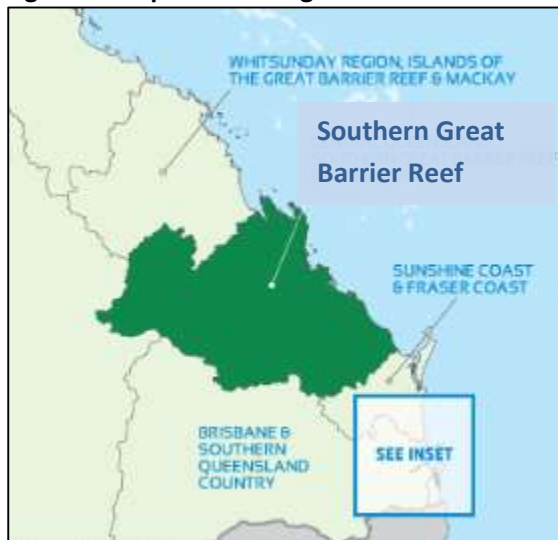 WHITSUNDAY REGION, ISLANDS OF
THE GREAT BARRIER REEF & MACKAY
Southern Great
Barrier Reef
SUNSHINE COAST
& FRASER COAST
BRISBANE &
SOUTHERN
QUEENSLAND
COUNTRY
SEE INSET